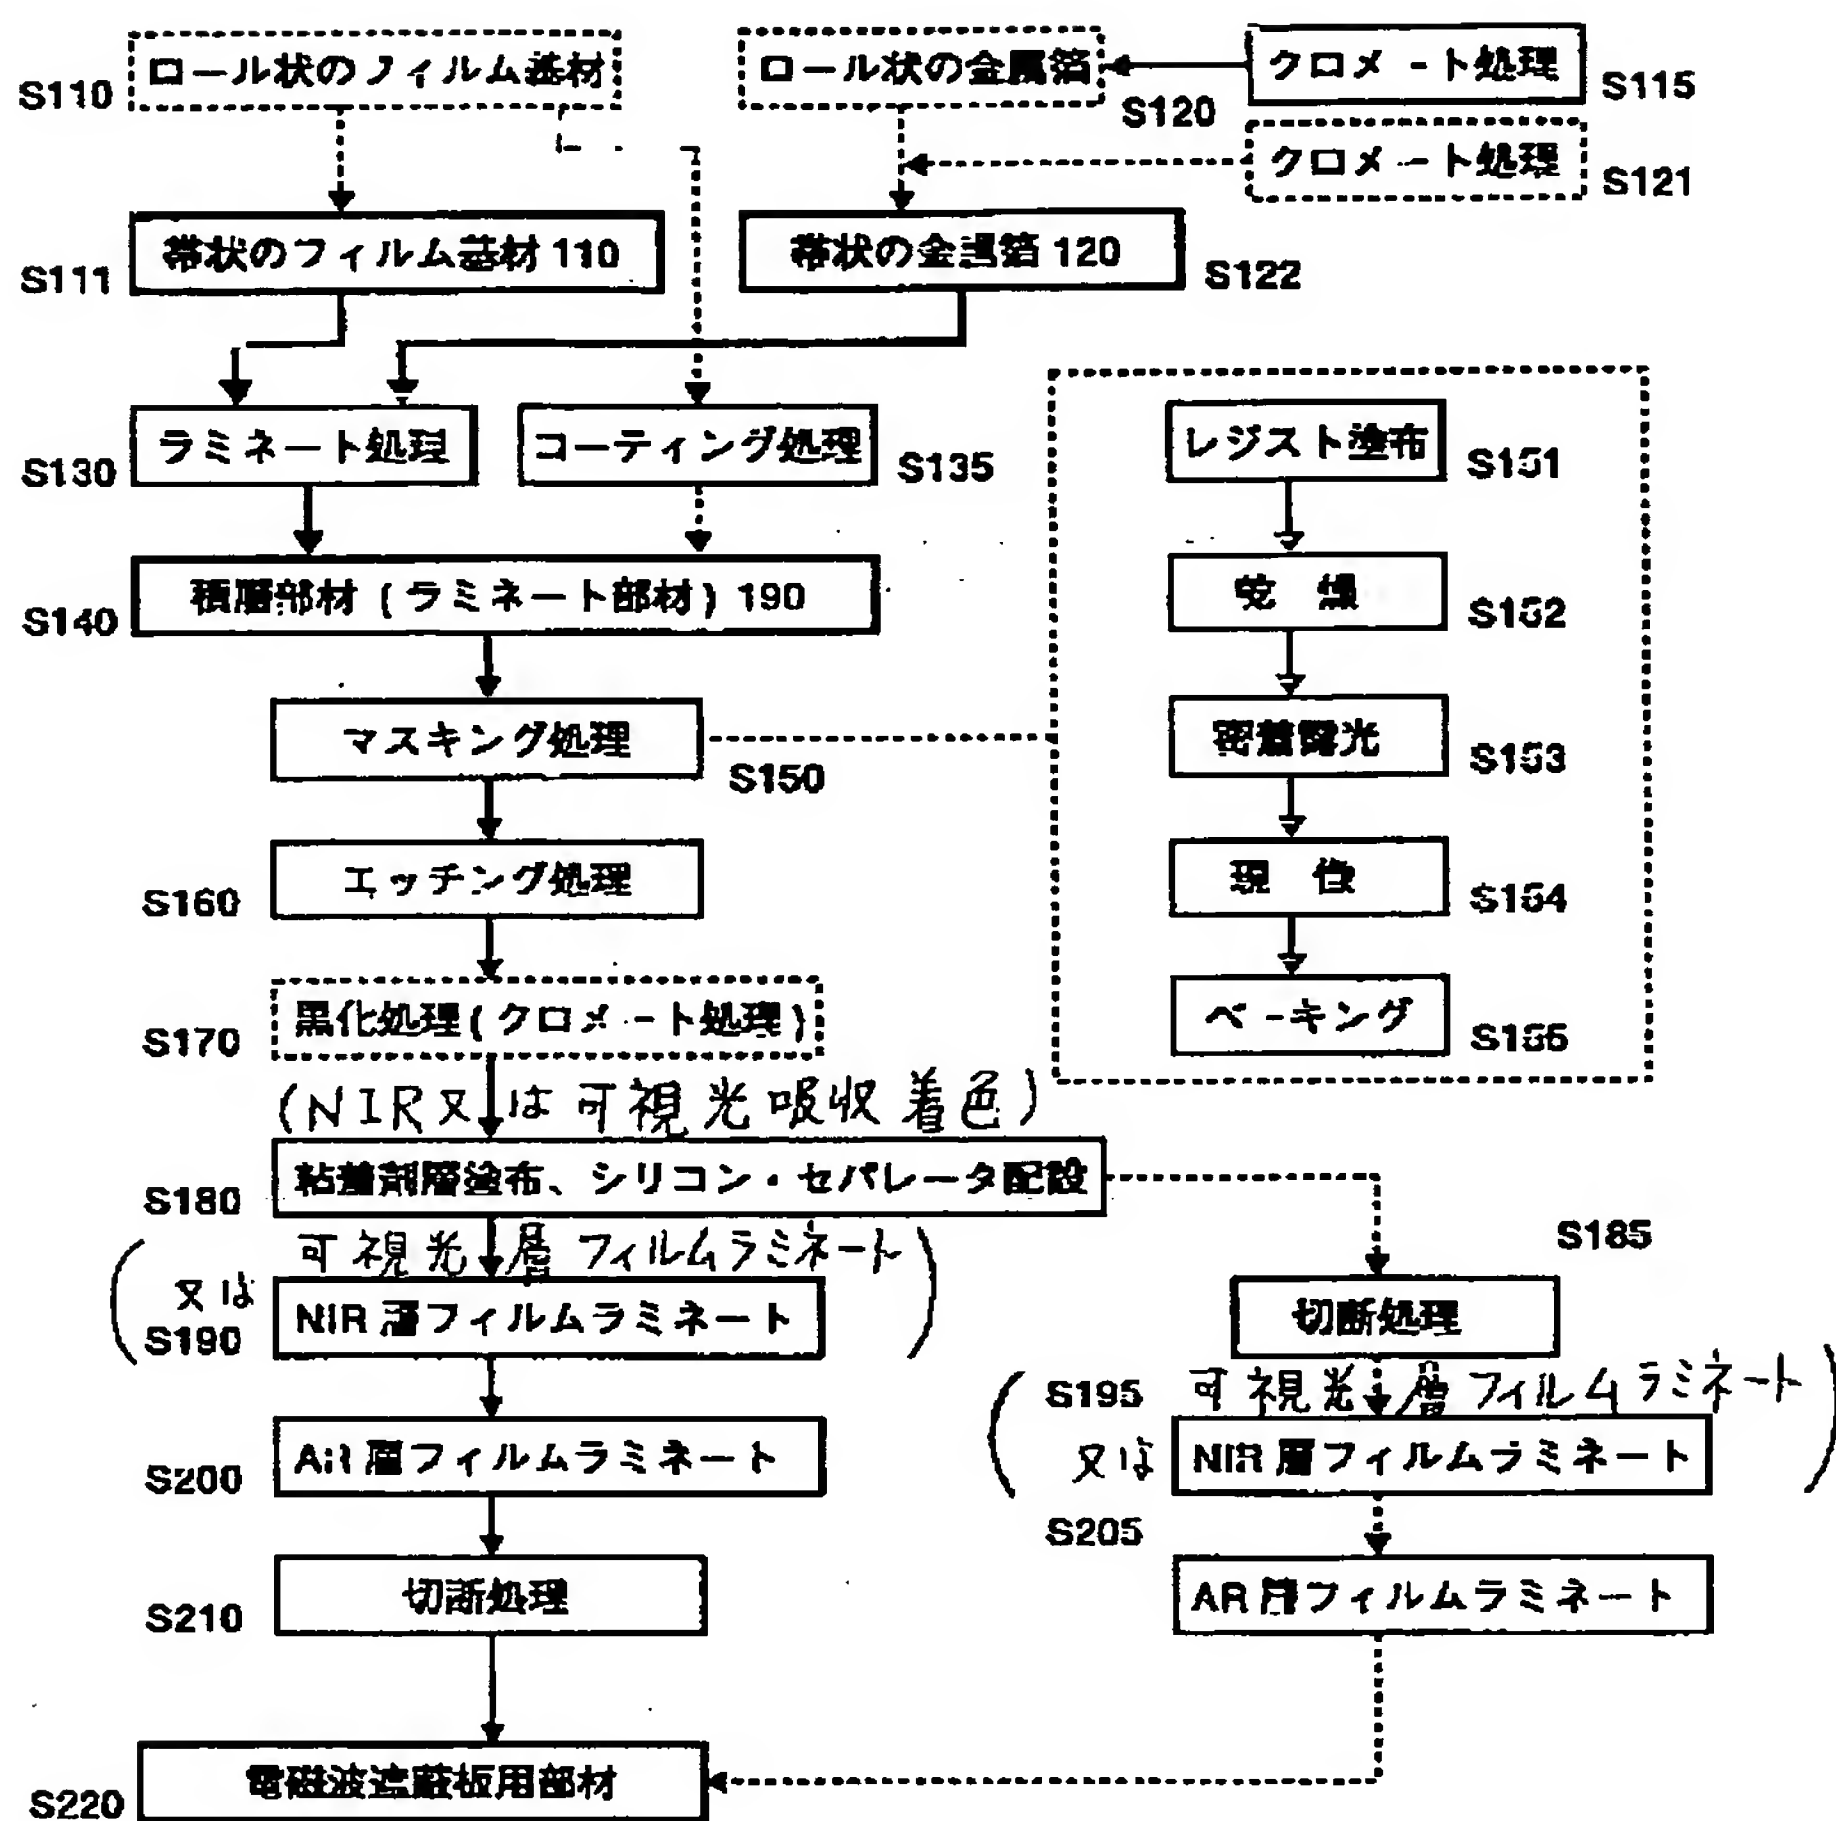 S110
ロール状のフィルム基材
ロール状の金属箔
S120
クロメート処理
S115
クロメート処理
S121
S111
帯状のフィルム基材 110
帯状の金属箔 120
S122
S130
ラミネート処理
コーティング処理
S135
S140
積層部材 (ラミネート部材) 190
マスキング処理
S150
レジスト塗布
S151
乾 燥
S152
密着露光
S153
現 像
S154
ベーキング
S155
S160
エッチング処理
S170
黒化処理(クロメート処理)
(NIR又は可視光吸収着色)
S180
粘着剤層塗布、シリコン・セパレータ配設
(可視光層フィルムラミネート)
又は
S190
NIR 層フィルムラミネート
S200
AR 層フィルムラミネート
S210
切断処理
S185
切断処理
S195
(可視光層フィルムラミネート)
又は
NIR 層フィルムラミネート
S205
AR 層フィルムラミネート
S220
電磁波遮蔽板用部材